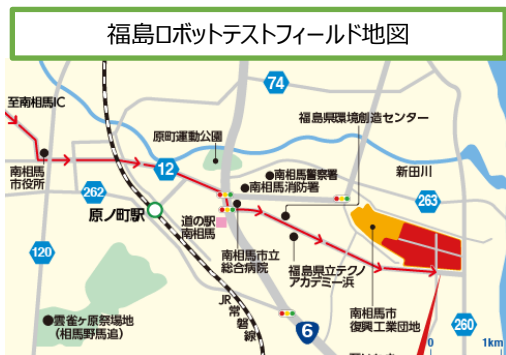 福島ロボットテストフィールド地図
至南相馬IC
74
福島県環境創造センター
原町運動公園
12
南相馬
市役所
●南相馬警察署
●南相馬消防署
新田川
262
263
原ノ町駅
道の駅
南相馬
南相馬市立
総合病院
120
福島県立テクノ
アカデミー浜
南相馬市
復興工業団地
●雲雀ヶ原祭場地
(相馬野馬追)
JR常磐線
6
260
0
1km